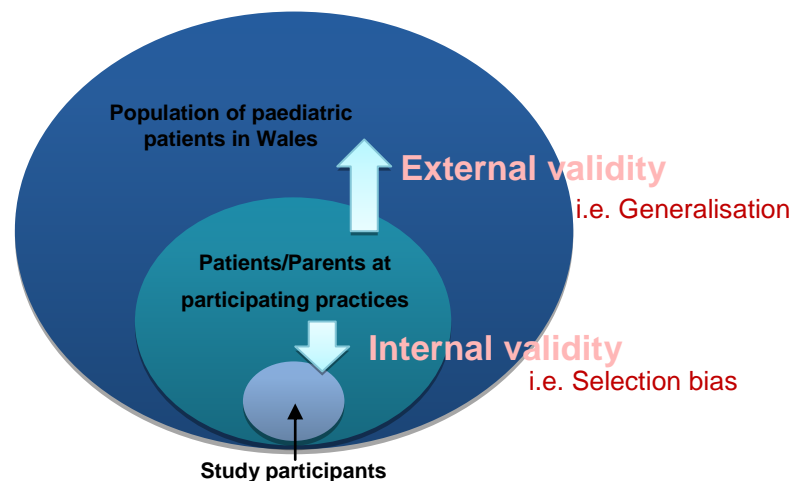 Population of paediatric
patients in Wales
External validity
i.e. Generalisation
Patients/Parents at
participating practices
Internal validity
i.e. Selection bias
Study participants